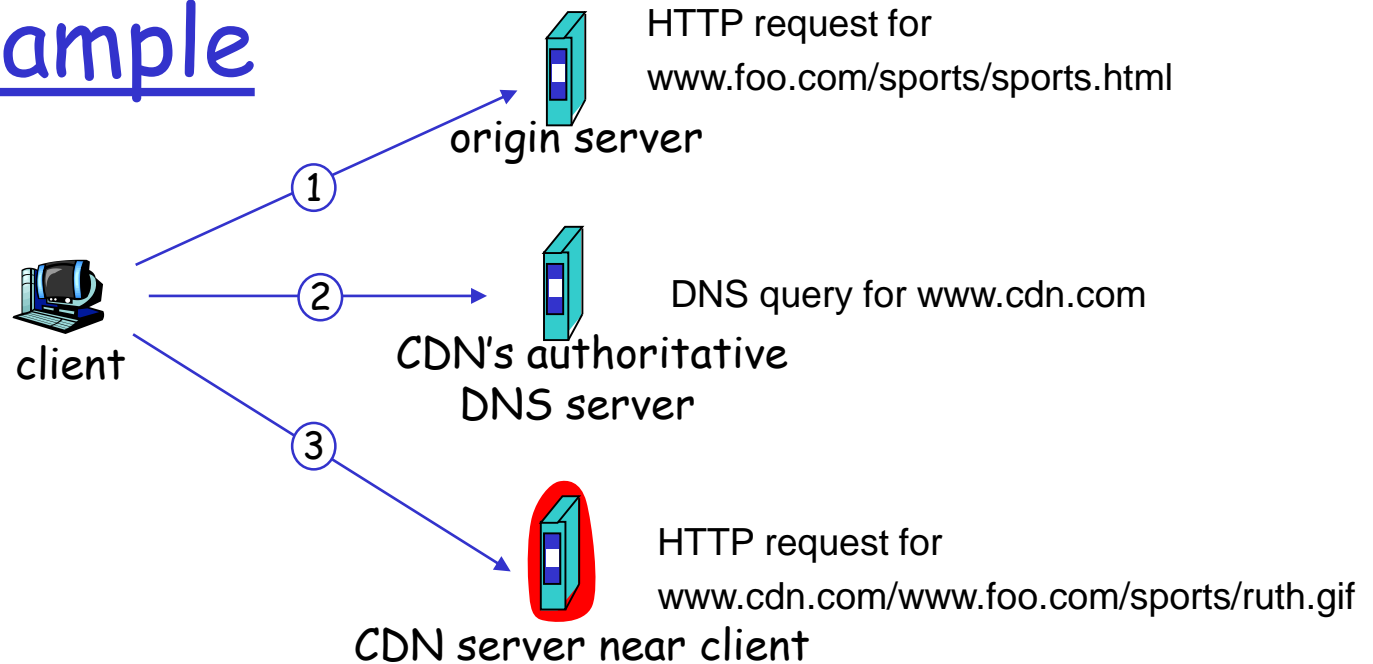 ample
HTTP request for
www.foo.com/sports/sports.html
origin server
1
2
DNS query for www.cdn.com
client
CDN's authoritative
DNS server
3
HTTP request for
www.cdn.com/www.foo.com/sports/ruth.gif
CDN server near client